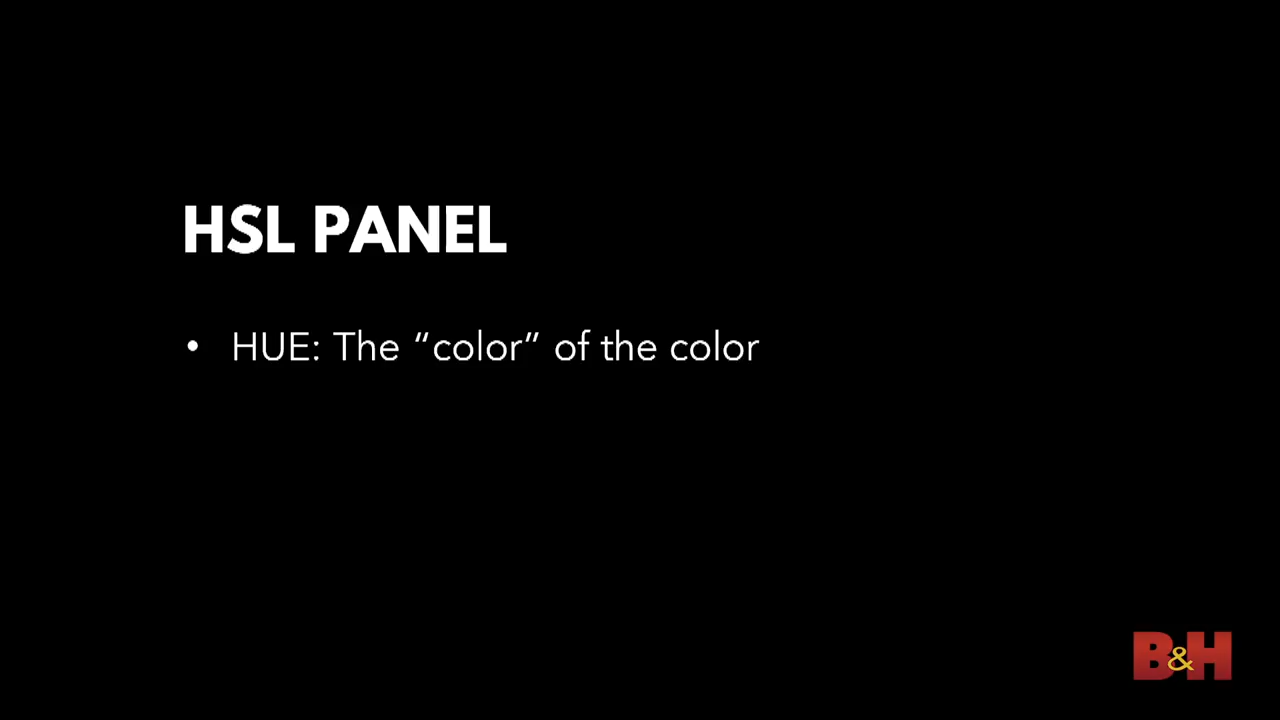 HSL PANEL
• HUE: The “color” of the color
B&H